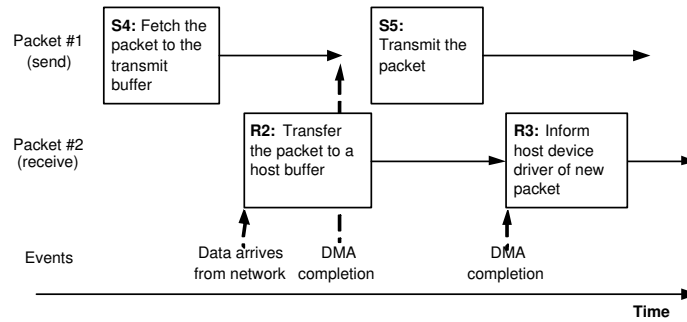 Packet #1
(send)
S4: Fetch the
packet to the
transmit
buffer
S5:
Transmit the
packet
Packet #2
(receive)
R2: Transfer
the packet to a
host buffer
R3: Inform
host device
driver of new
packet
Events
Data arrives
from network
DMA
completion
DMA
completion
Time